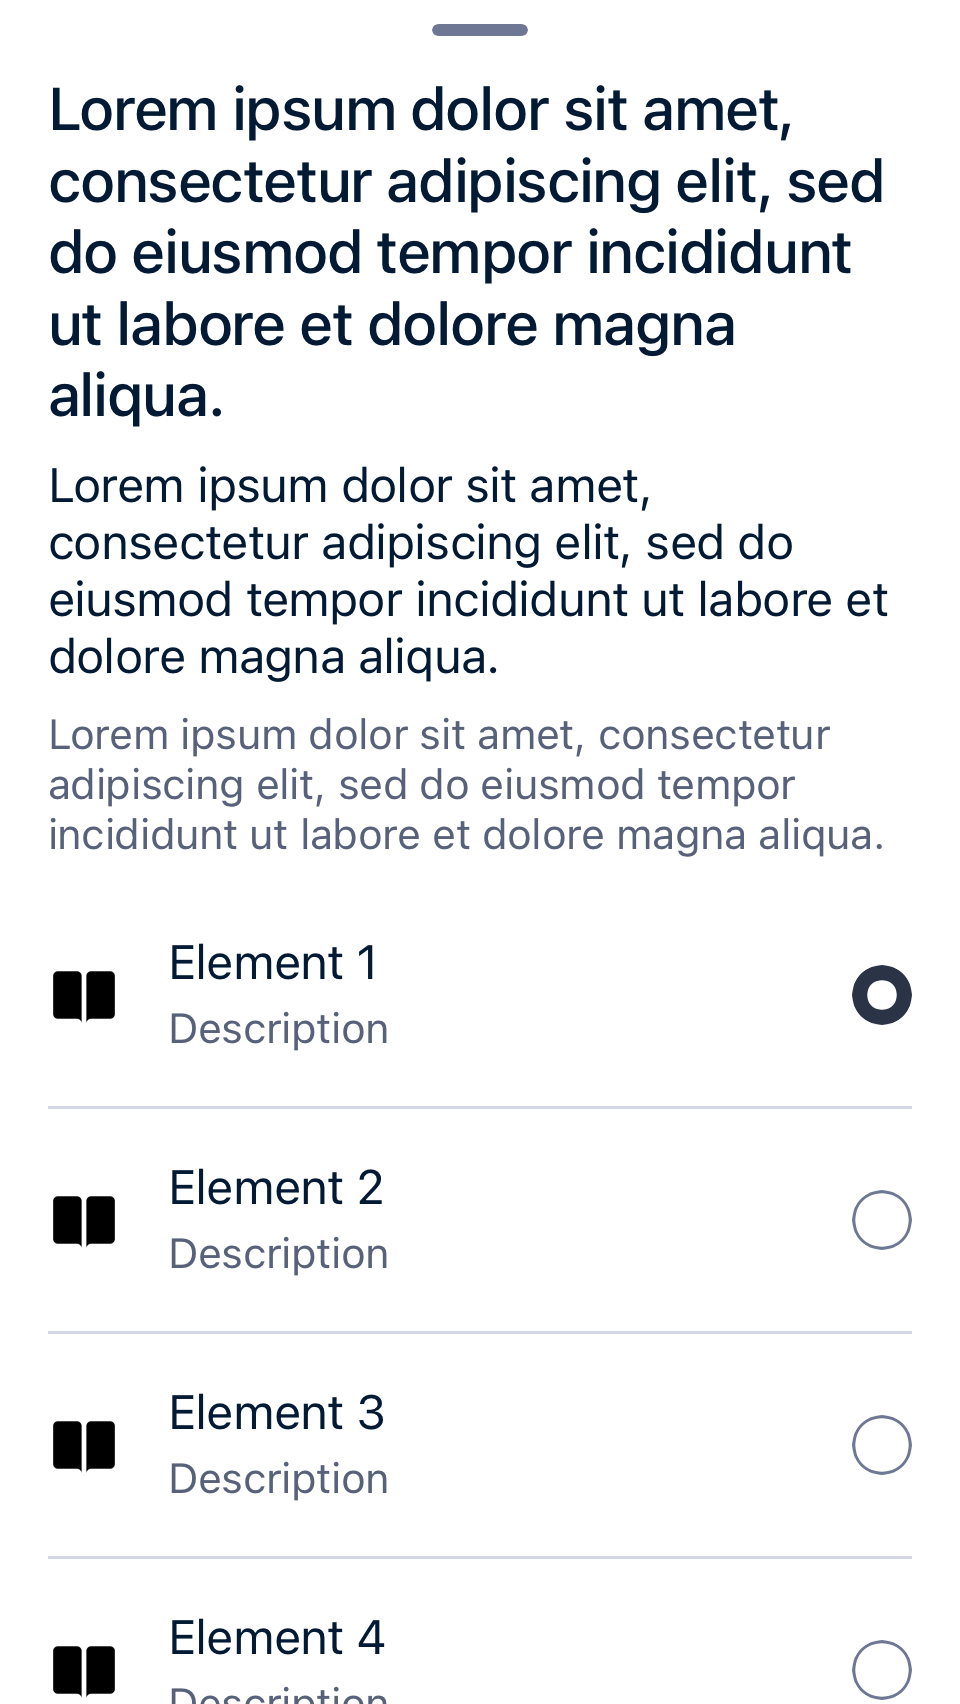 Lorem ipsum dolor sit amet,
consectetur adipiscing elit, sed
do eiusmod tempor incididunt
ut labore et dolore magna
aliqua.
Lorem ipsum dolor sit amet,
consectetur adipiscing elit, sed do
eiusmod tempor incididunt ut labore et
dolore magna aliqua.
Lorem ipsum dolor sit amet, consectetur
adipiscing elit, sed do eiusmod tempor
incididunt ut labore et dolore magna aliqua.
Element 1
Description
Element 2
Description
Element 3
Description
Element 4
Description